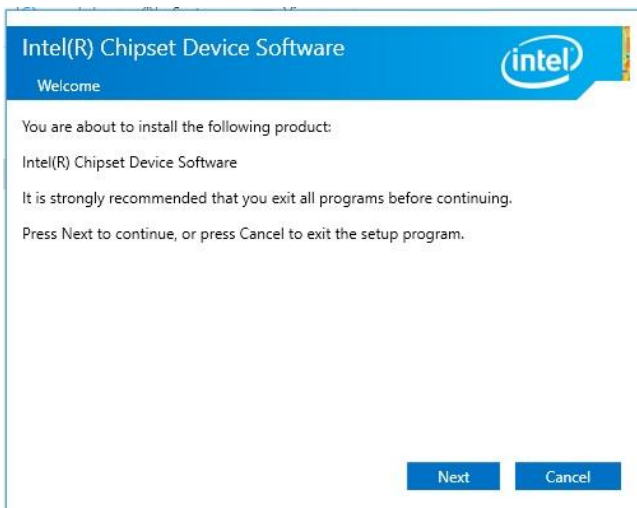 Intel(R) Chipset Device Software
intel
Welcome
You are about to install the following product:
Intel(R) Chipset Device Software
It is strongly recommended that you exit all programs before continuing.
Press Next to continue, or press Cancel to exit the setup program.
Next Cancel